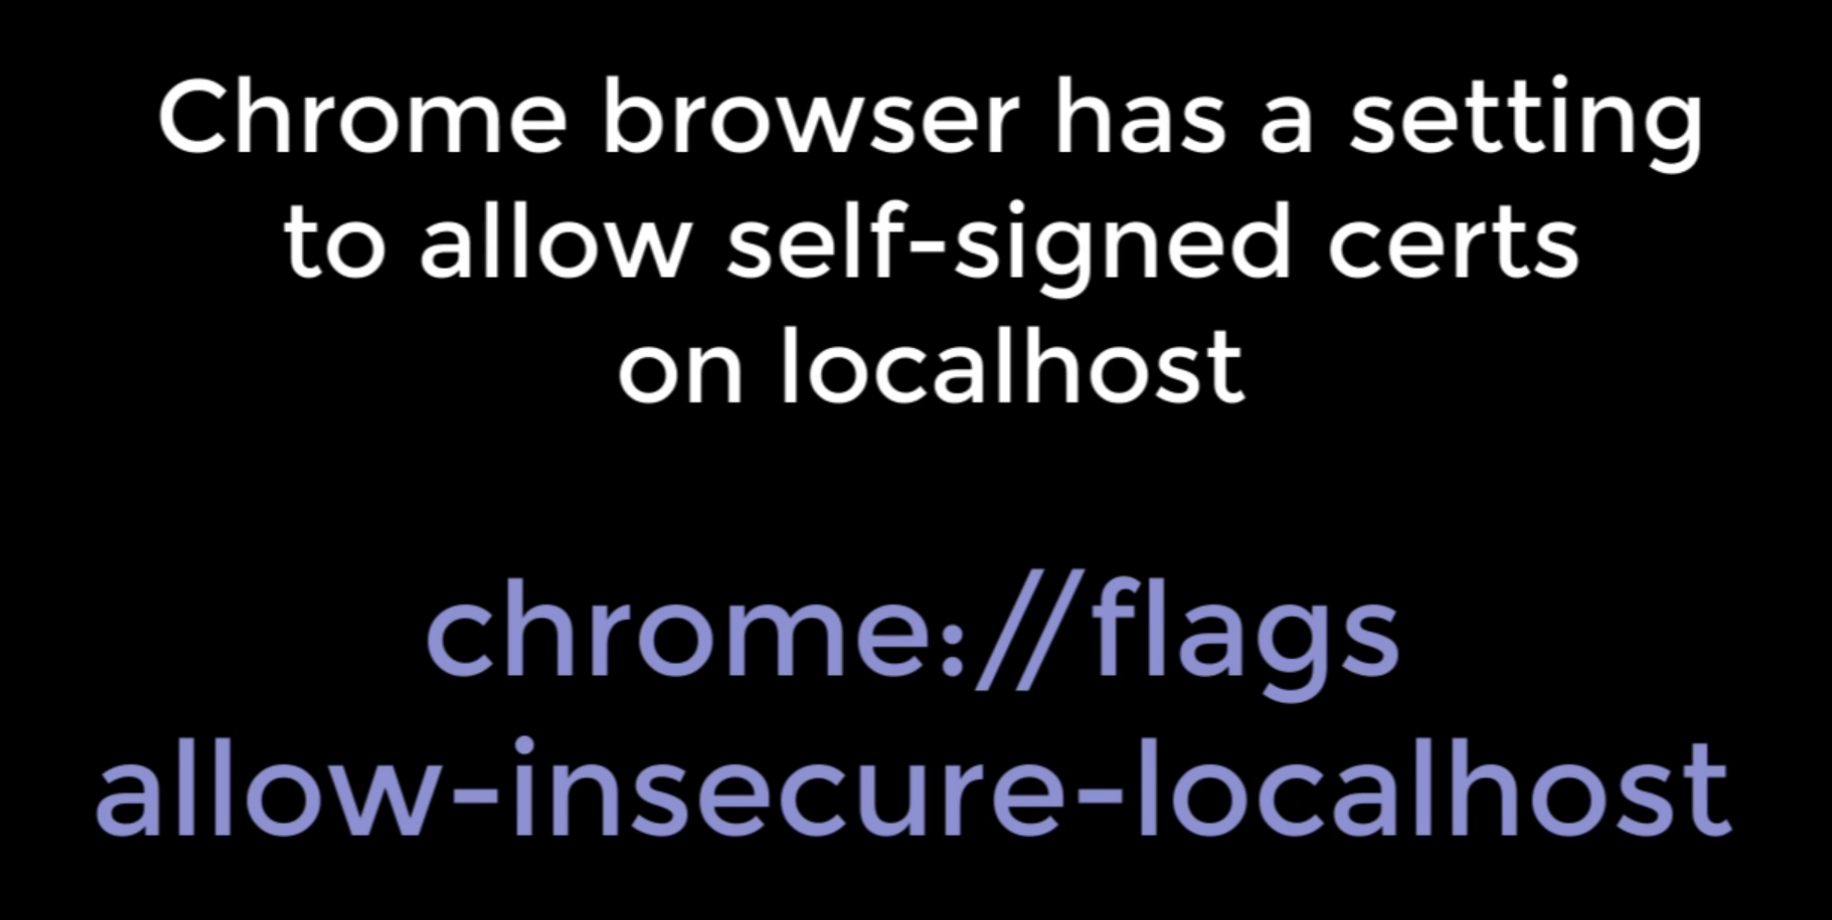 Chrome browser has a setting
to allow self-signed certs
on localhost
chrome://flags
allow-insecure-localhost